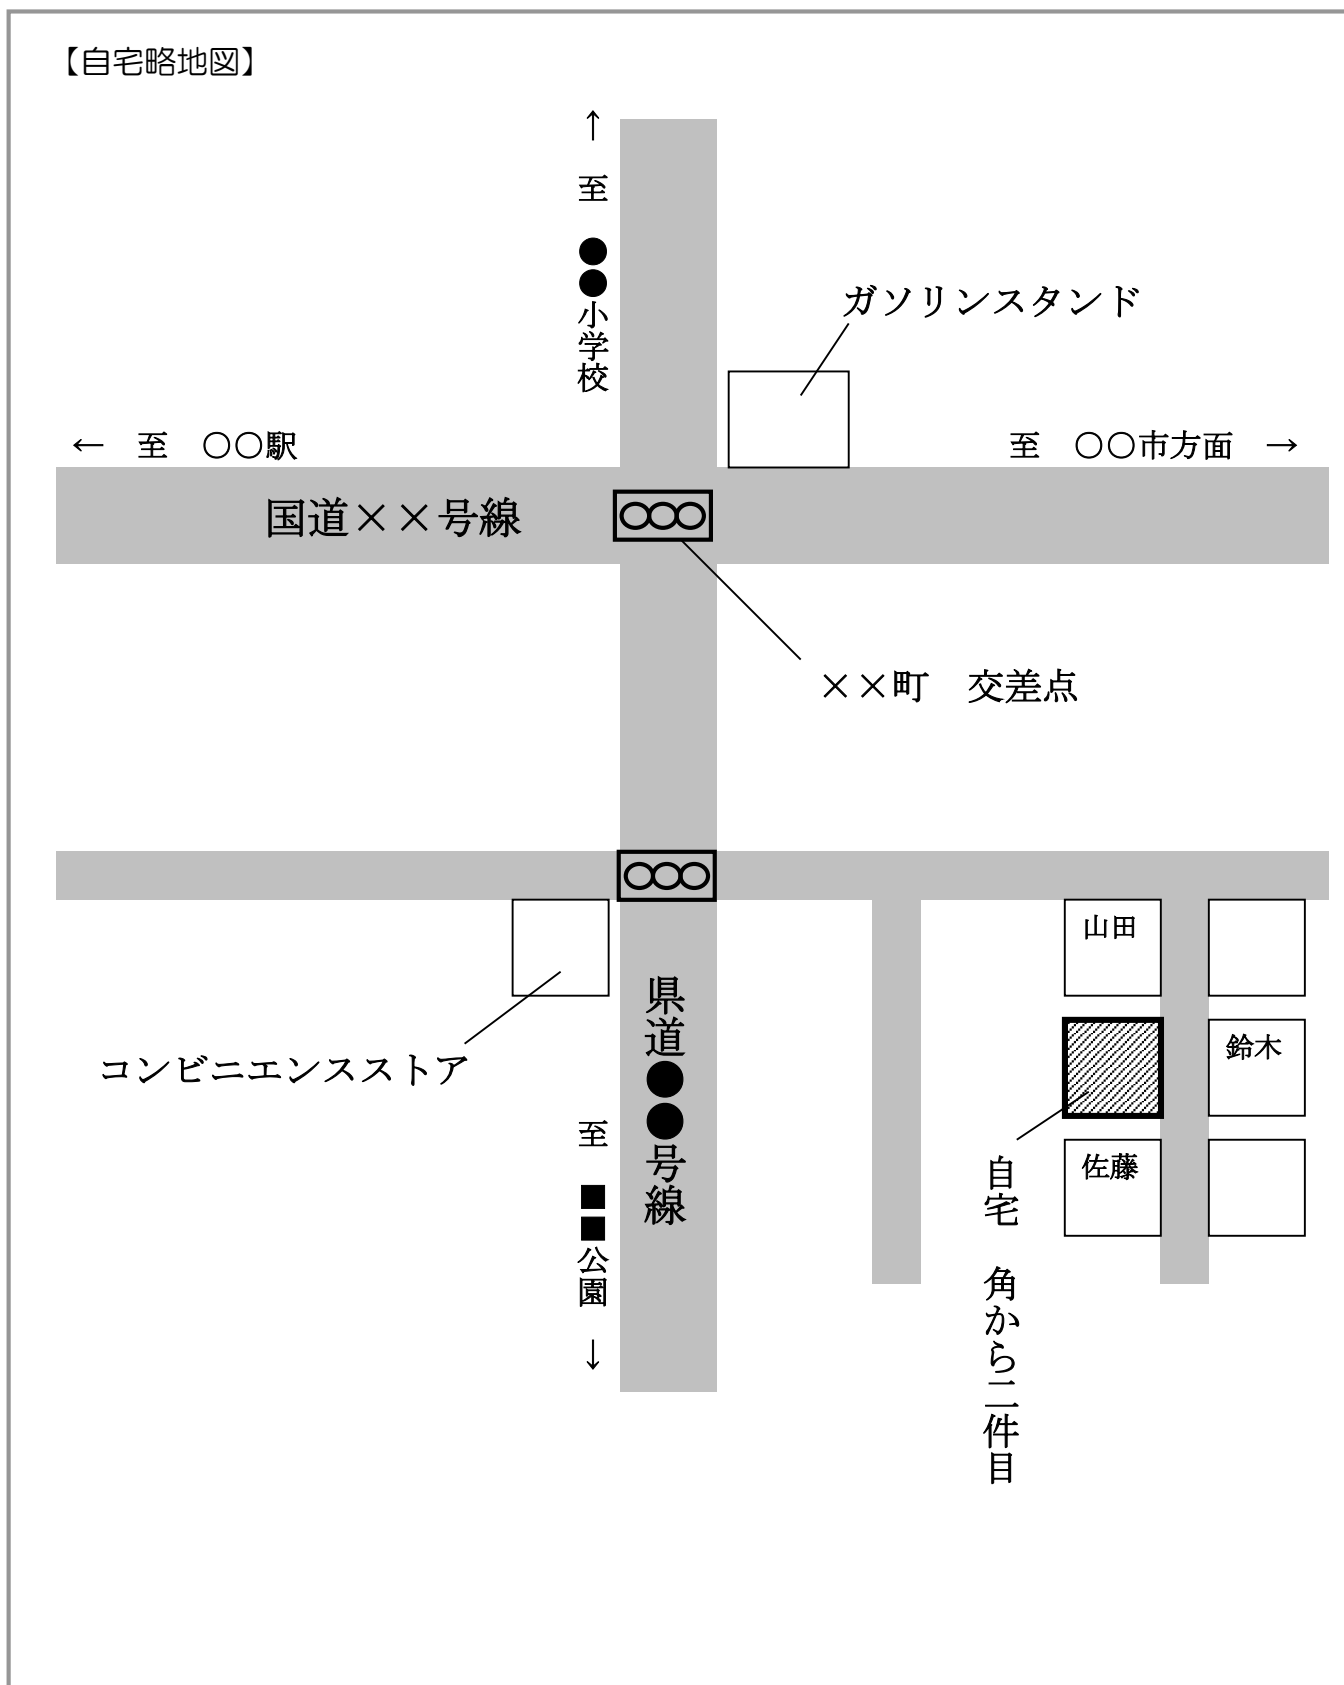 【自宅略地図】
↑　至　●●小学校
ガソリンスタンド
←　至　〇〇駅
至　〇〇市方面　→
国道××号線
××町　交差点
山田
県道●●号線
コンビニエンスストア
鈴木
至　■■公園　↓
佐藤
自宅　角から二件目